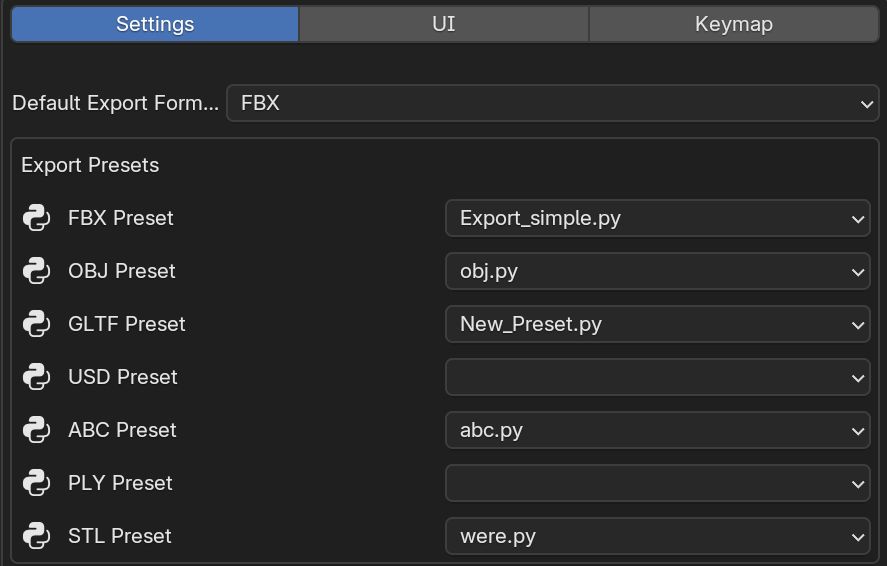 Settings UI Keymap
Default Export Form... FBX
Export Presets
FBX Preset Export_simple.py
OBJ Preset obj.py
GLTF Preset New_Preset.py
USD Preset
ABC Preset abc.py
PLY Preset
STL Preset were.py